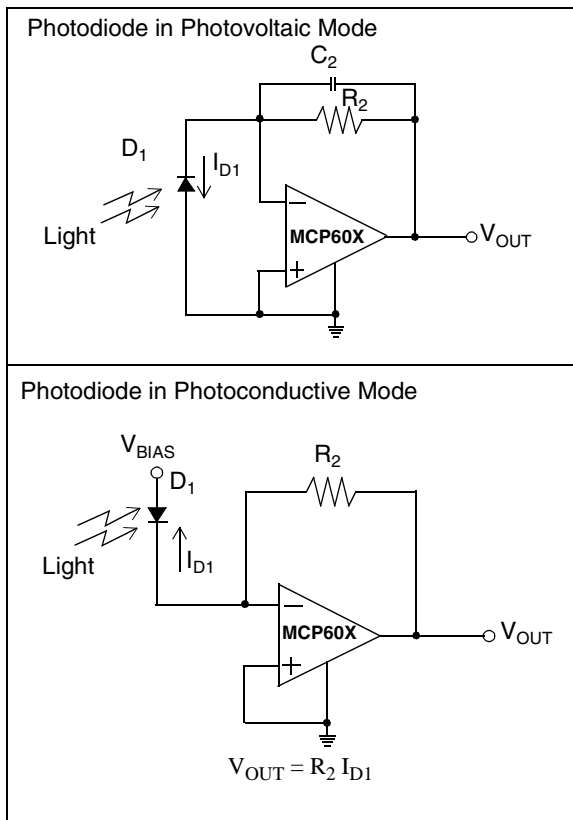 Photodiode in Photovoltaic Mode
C2
R2
D1
ID1
Light
MCP60X
VOUT
Photodiode in Photoconductive Mode
VBIAS
D1
R2
ID1
Light
MCP60X
VOUT
VOUT = R2 ID1